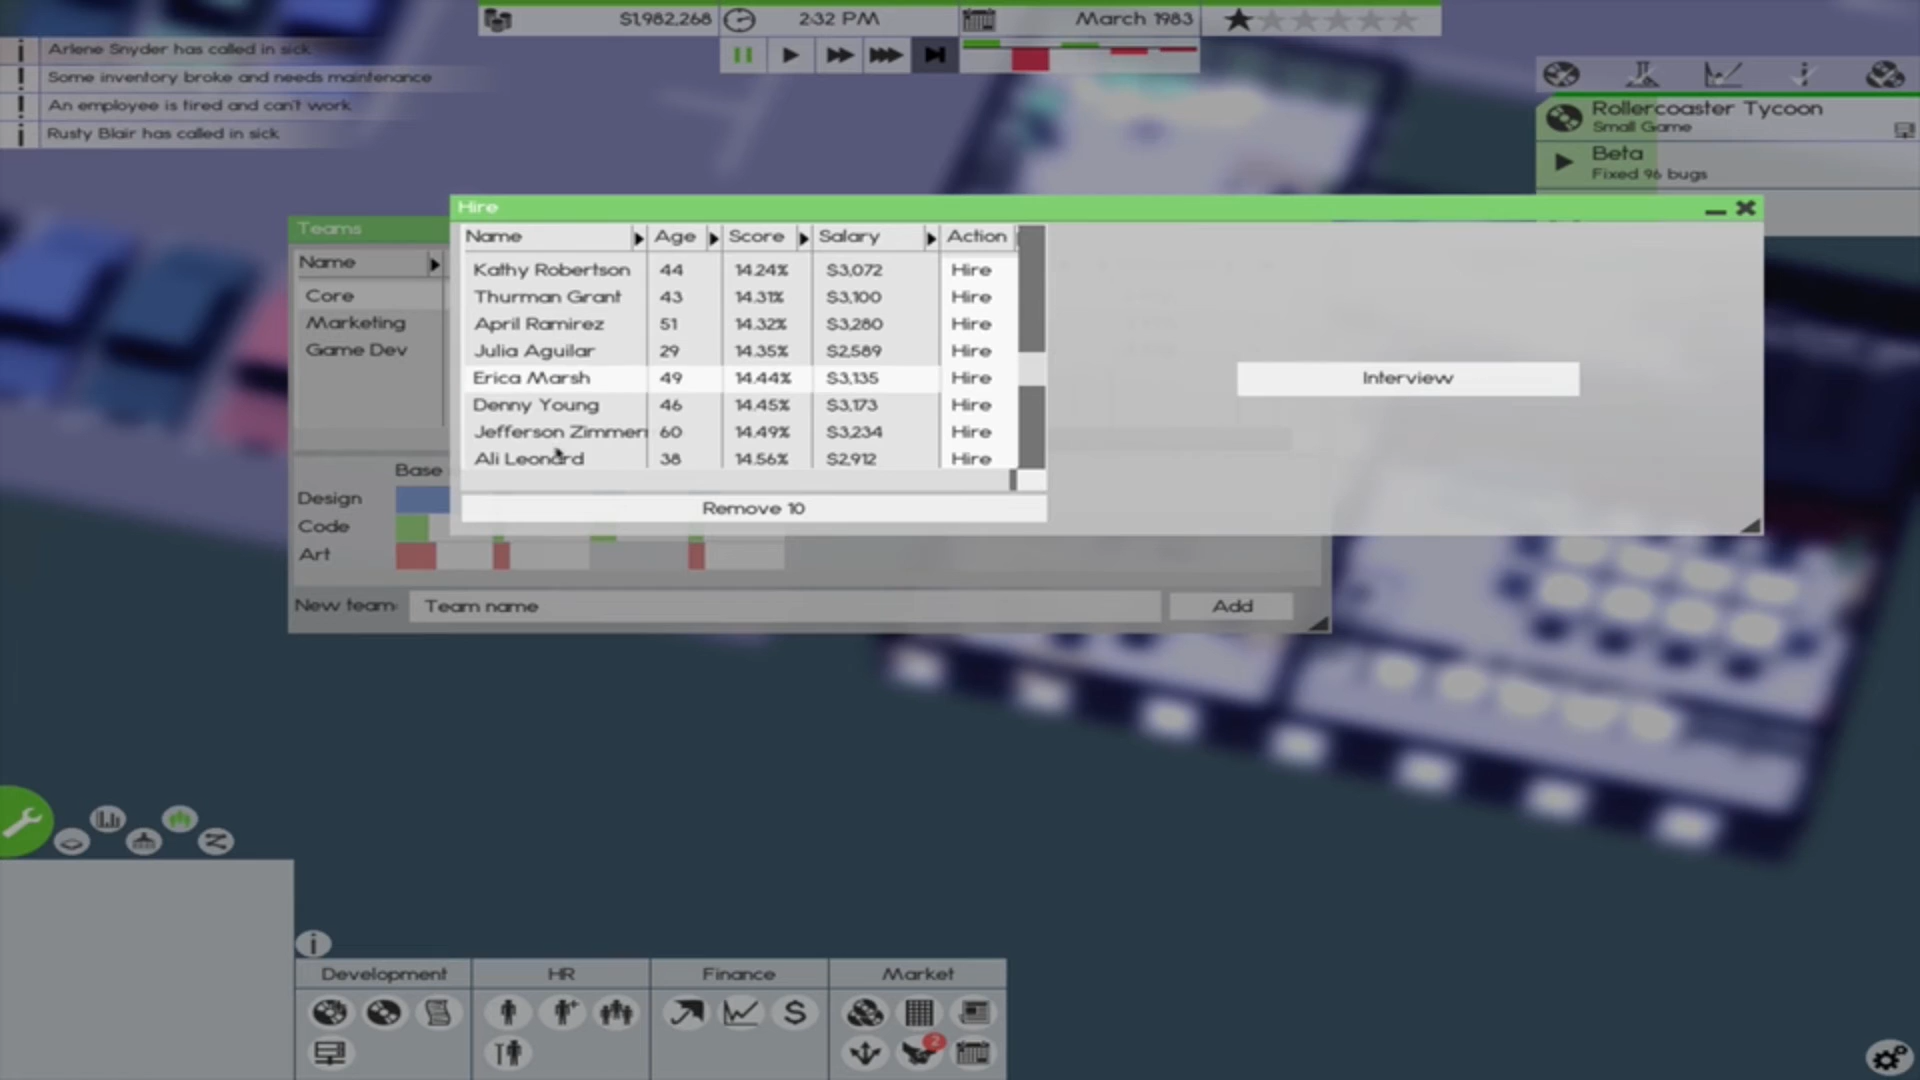 $1,982,268
2:32 PM
March 1983
Arlene Snyder has called in sick
Some inventory broke and needs maintenance
An employee is tired and can't work
Rusty Blair has called in sick
Rollercoaster Tycoon
Small Game
Beta
Fixed 96 bugs
Teams
Name
Core
Marketing
Game Dev
Hire
Name Age Score Salary Action
Kathy Robertson 44 14.24% $3,072 Hire
Thurman Grant 43 14.31% $3,100 Hire
April Ramirez 51 14.32% $3,280 Hire
Julia Aguilar 29 14.35% $2,589 Hire
Erica Marsh 49 14.44% $3,135 Hire
Denny Young 46 14.45% $3,173 Hire
Jefferson Zimmer 60 14.49% $3,234 Hire
Ali Leonard 38 14.56% $2,912 Hire
Remove 10
Interview
Base
Design
Code
Art
New team: Team name Add
Development HR Finance Market
2